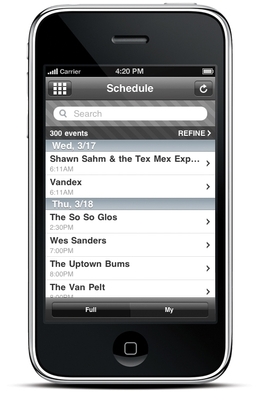 Carrier 4:20 PM
Schedule
Search
300 events REFINE
Wed, 3/17
Shawn Sahm & the Tex Mex Exp...
6:11AM
Vandex
6:11AM
Thu, 3/18
The So So Glos
2:30PM
Wes Sanders
7:00PM
The Uptown Bums
8:00PM
The Van Pelt
Full My